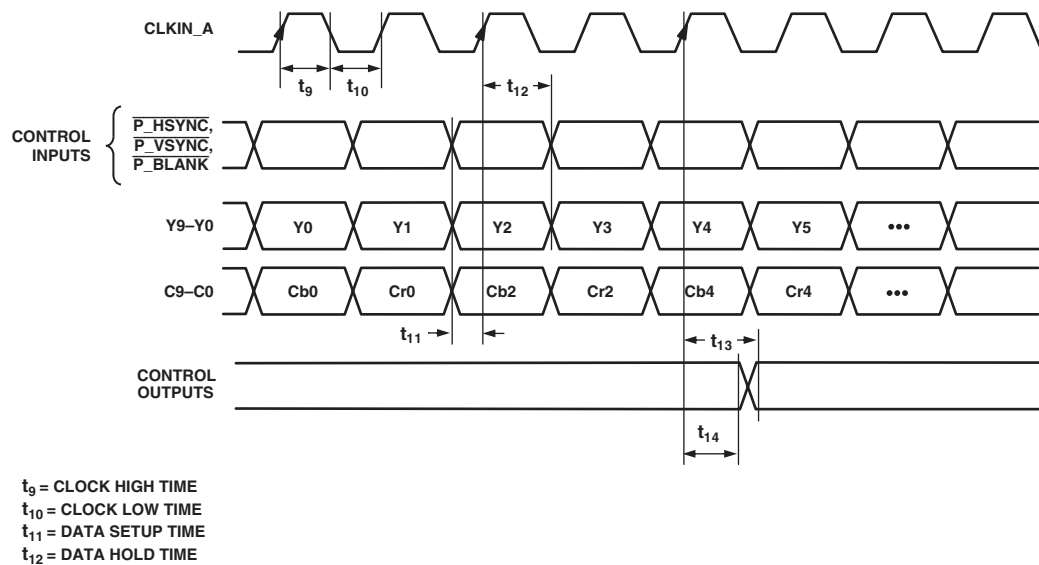 CLKIN_A
t9
t10
t12
CONTROL
INPUTS
P_HSYNC,
P_VSYNC,
P_BLANK
Y9–Y0
Y0
Y1
Y2
Y3
Y4
Y5
•••
C9–C0
Cb0
Cr0
Cb2
Cr2
Cb4
Cr4
•••
t11
t13
CONTROL
OUTPUTS
t14
t9 = CLOCK HIGH TIME
t10 = CLOCK LOW TIME
t11 = DATA SETUP TIME
t12 = DATA HOLD TIME